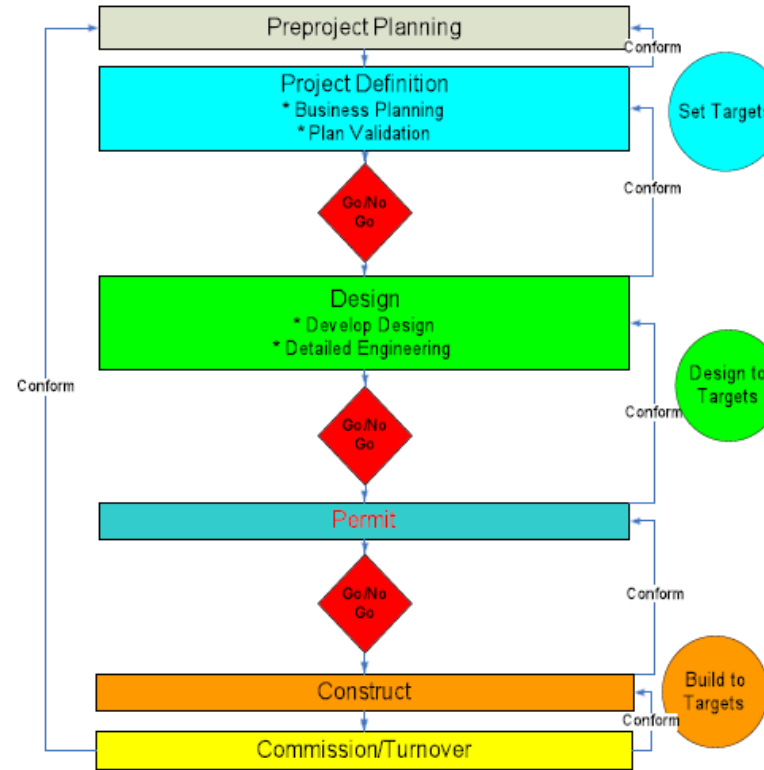 Preproject Planning
Conform
Project Definition
* Business Planning
* Plan Validation
Set Targets
Conform
Go/No
Go
Design
* Develop Design
* Detailed Engineering
Design to
Targets
Conform
Conform
Go/No
Go
Permit
Go/No
Go
Conform
Construct
Build to
Targets
Conform
Commission/Turnover